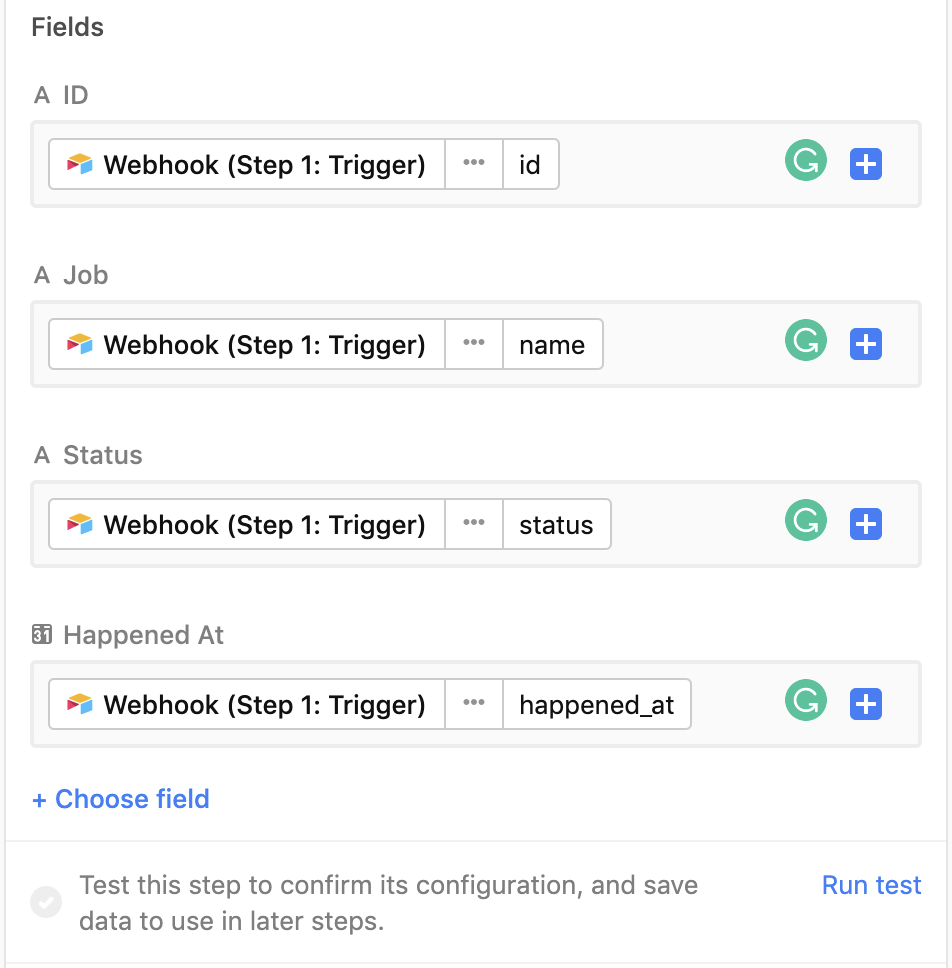 Fields
A ID
Webhook (Step 1: Trigger) ••• id
A Job
Webhook (Step 1: Trigger) ••• name
A Status
Webhook (Step 1: Trigger) ••• status
31 Happened At
Webhook (Step 1: Trigger) ••• happened_at
+ Choose field
Test this step to confirm its configuration, and save Run test
data to use in later steps.